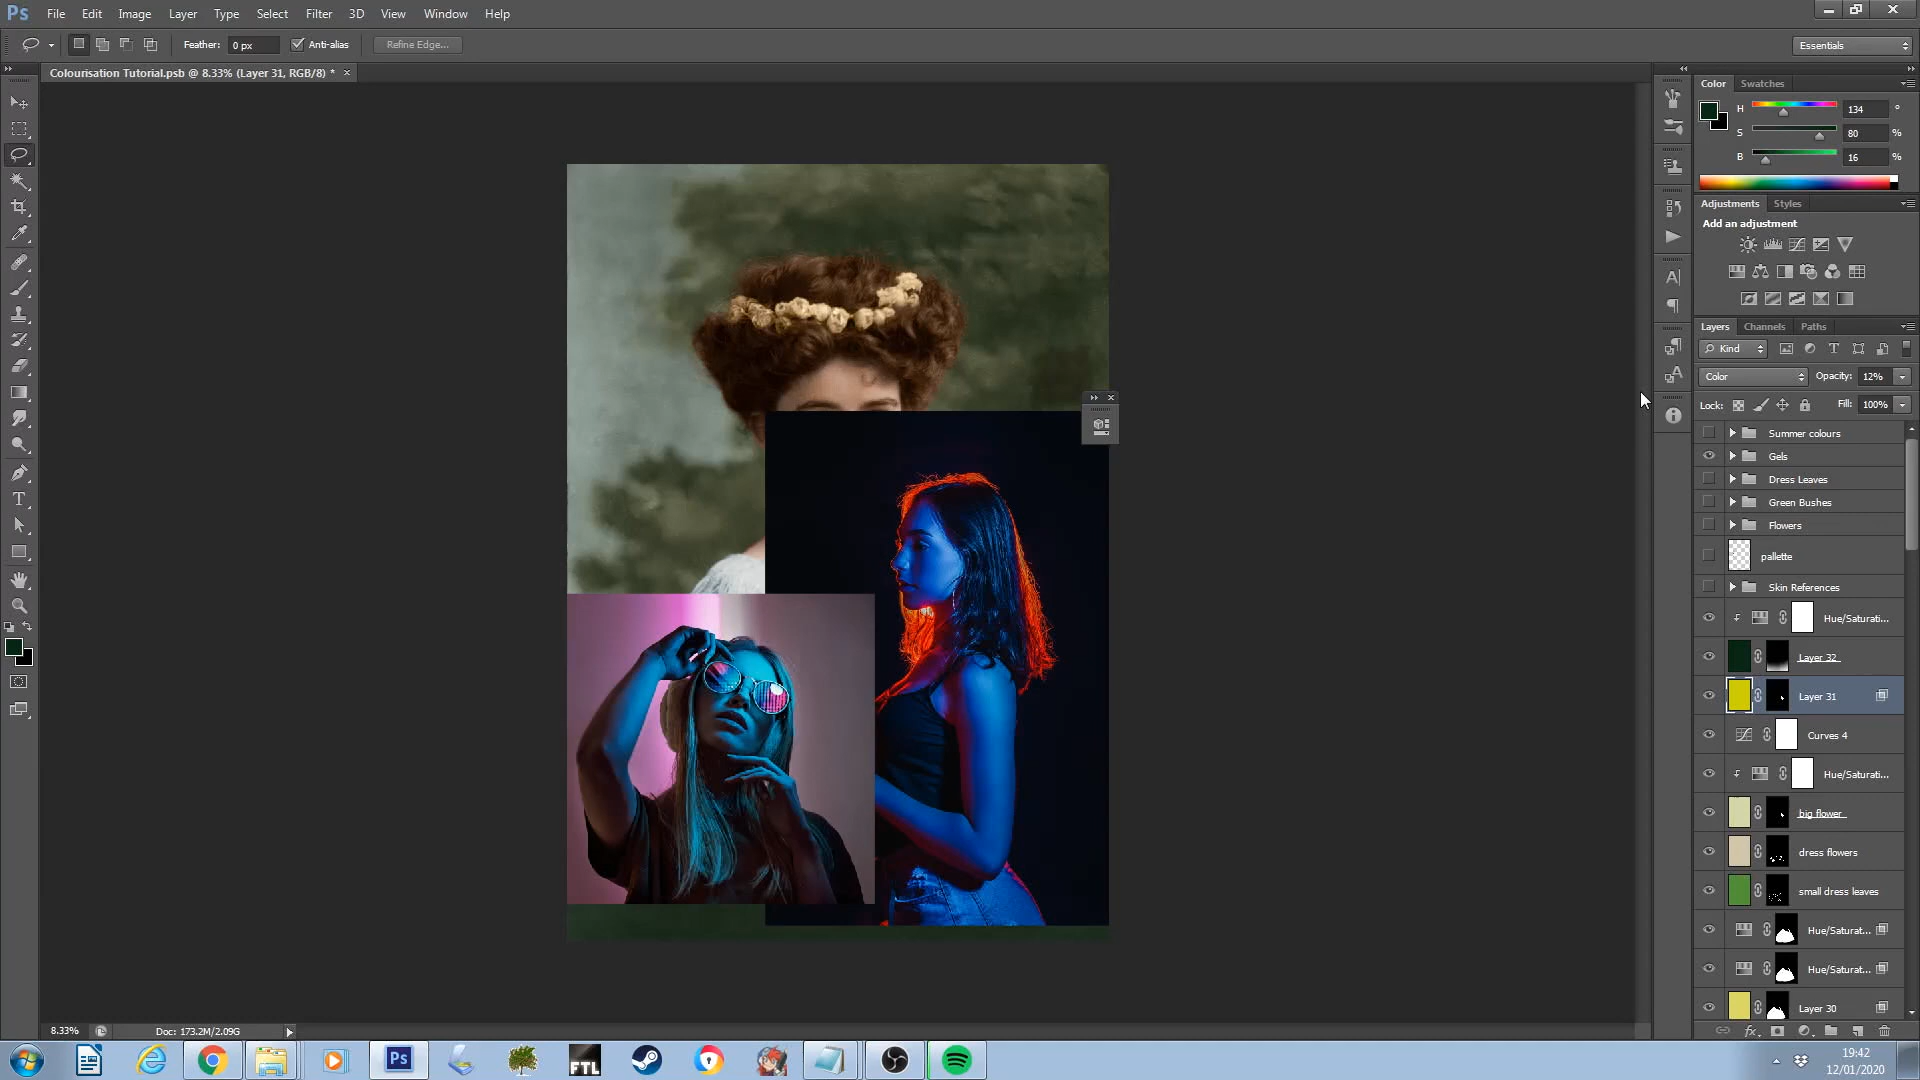 Ps File Edit Image Layer Type Select Filter 3D View Window Help
Feather: 0 px Anti-alias Refine Edge... Essentials
Colourisation Tutorial.psb @ 8.33% (Layer 31, RGB/8) * ×
Color Swatches
H 134 °
S 80 %
B 16 %
Adjustments Styles
Add an adjustment
Layers Channels Paths
Kind
Color Opacity: 12%
Lock: Fill: 100%
Summer colours
Gels
Dress Leaves
Green Bushes
Flowers
pallette
Skin References
Hue/Saturati...
Layer 32
Layer 31
Curves 4
Hue/Saturati...
big flower
dress flowers
small dress leaves
Hue/Saturat...
Hue/Saturat...
Layer 30
8.33% Doc: 173.2M/2.09G
Ps FTL
19:42
12/01/2020